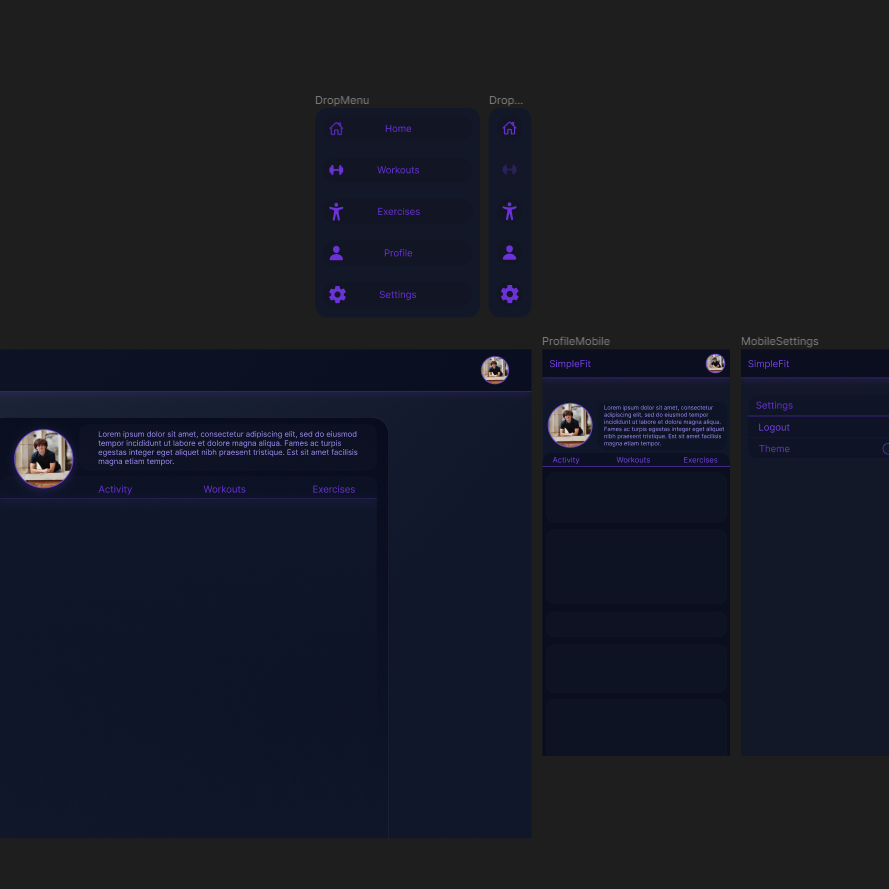 DropMenu
Drop...
Home
Workouts
Exercises
Profile
Settings
Lorem ipsum dolor sit amet, consectetur adipiscing elit, sed do eiusmod
tempor incididunt ut labore et dolore magna aliqua. Fames ac turpis
egestas integer eget aliquet nibh praesent tristique. Est sit amet facilisis
magna etiam tempor.
Activity
Workouts
Exercises
ProfileMobile
SimpleFit
Lorem ipsum dolor sit amet, consectetur
adipiscing elit, sed do eiusmod tempor
incididunt ut labore et dolore magna aliqua.
Fames ac turpis egestas integer eget aliquet
nibh praesent tristique. Est sit amet facilisis
magna etiam tempor.
Activity
Workouts
Exercises
MobileSettings
SimpleFit
Settings
Logout
Theme